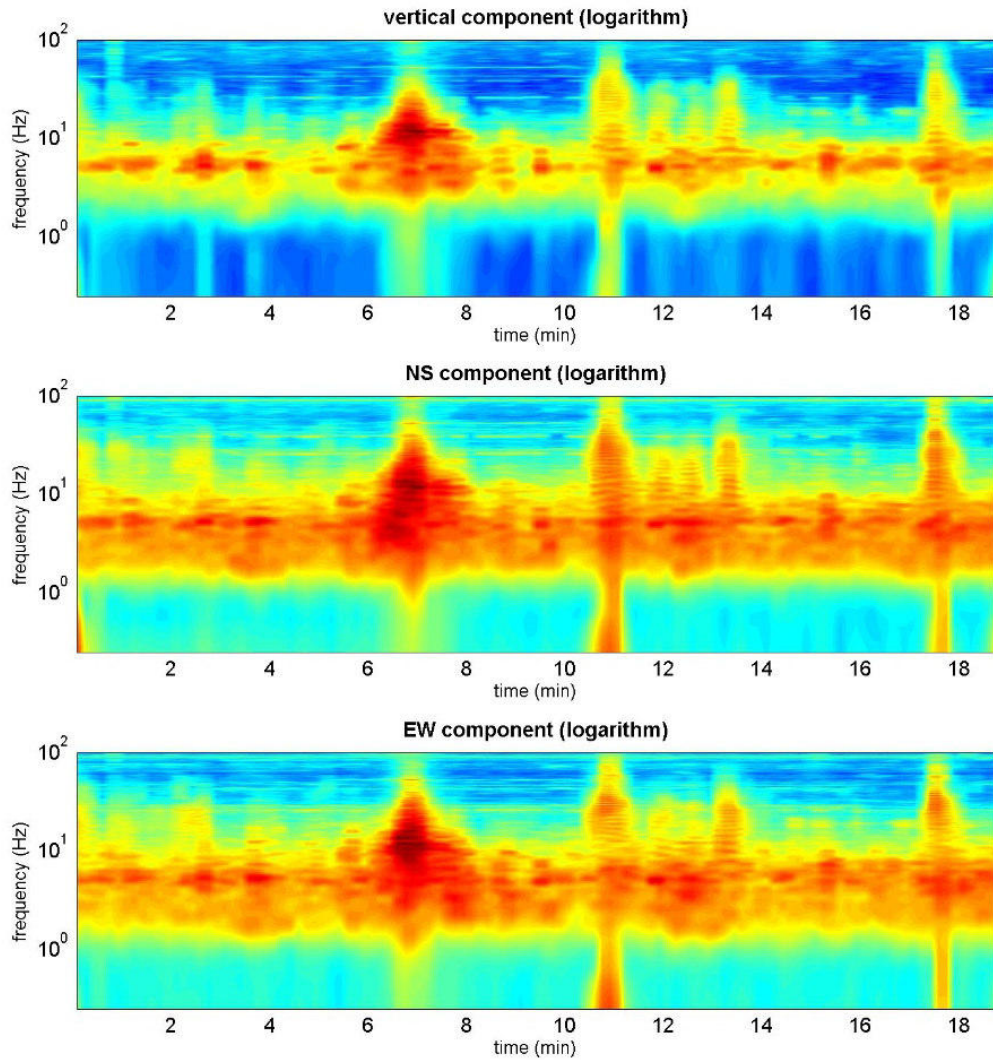 vertical component (logarithm)
10²
10¹
10⁰
frequency (Hz)
2 4 6 8 10 12 14 16 18
time (min)
NS component (logarithm)
10²
10¹
10⁰
frequency (Hz)
2 4 6 8 10 12 14 16 18
time (min)
EW component (logarithm)
10²
10¹
10⁰
frequency (Hz)
2 4 6 8 10 12 14 16 18
time (min)